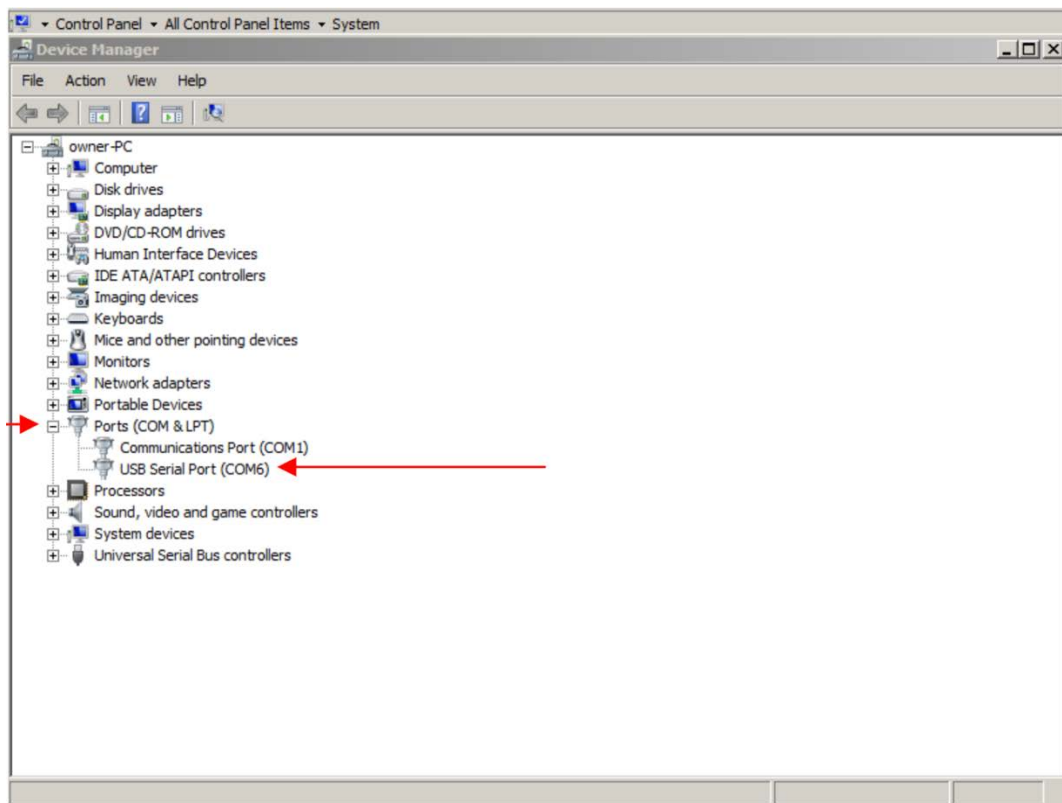 Control Panel All Control Panel Items System
Device Manager
File Action View Help
owner-PC
Computer
Disk drives
Display adapters
DVD/CD-ROM drives
Human Interface Devices
IDE ATA/ATAPI controllers
Imaging devices
Keyboards
Mice and other pointing devices
Monitors
Network adapters
Portable Devices
Ports (COM & LPT)
Communications Port (COM1)
USB Serial Port (COM6)
Processors
Sound, video and game controllers
System devices
Universal Serial Bus controllers